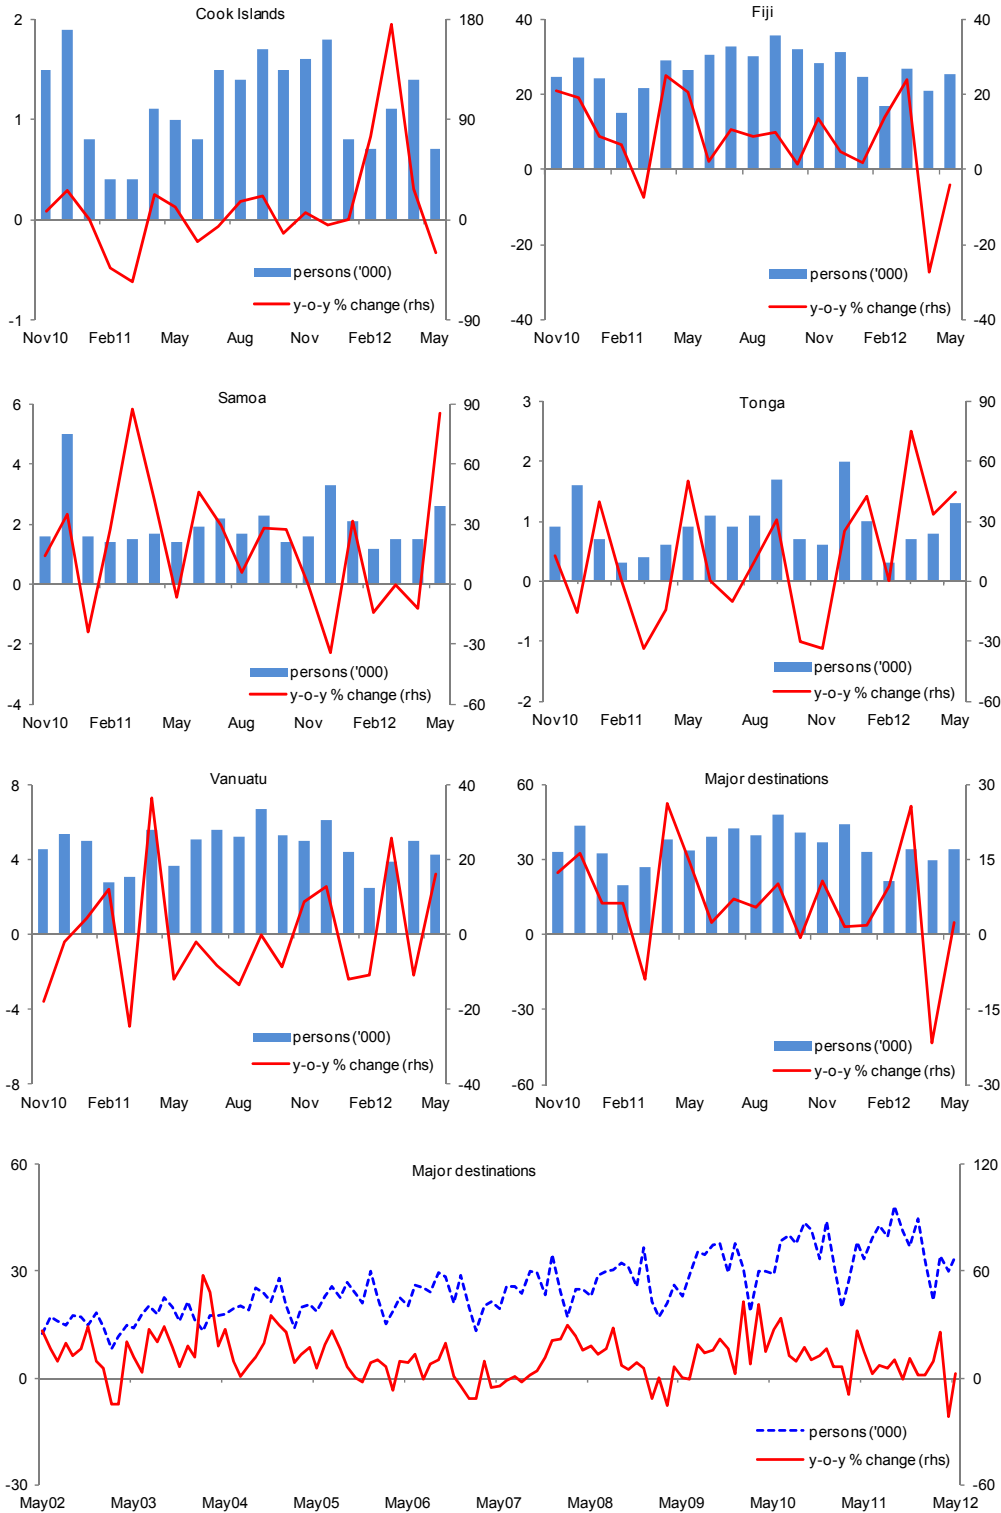 Cook Islands
2
1
0
-1
180
90
0
-90
persons ('000)
y-o-y % change (rhs)
Nov10 Feb11 May Aug Nov Feb12 May
Fiji
40
20
0
-20
-40
40
20
0
-20
-40
persons ('000)
y-o-y % change (rhs)
Nov10 Feb11 May Aug Nov Feb12 May
Samoa
6
4
2
0
-2
-4
90
60
30
0
-30
-60
persons ('000)
y-o-y % change (rhs)
Nov10 Feb11 May Aug Nov Feb12 May
Tonga
3
2
1
0
-1
-2
90
60
30
0
-30
-60
persons ('000)
y-o-y % change (rhs)
Nov10 Feb11 May Aug Nov Feb12 May
Vanuatu
8
4
0
-4
-8
40
20
0
-20
-40
persons ('000)
y-o-y % change (rhs)
Nov10 Feb11 May Aug Nov Feb12 May
Major destinations
60
30
0
-30
-60
30
15
0
-15
-30
persons ('000)
y-o-y % change (rhs)
Nov10 Feb11 May Aug Nov Feb12 May
Major destinations
60
30
0
-30
120
60
0
-60
persons ('000)
y-o-y % change (rhs)
May02 May03 May04 May05 May06 May07 May08 May09 May10 May11 May12